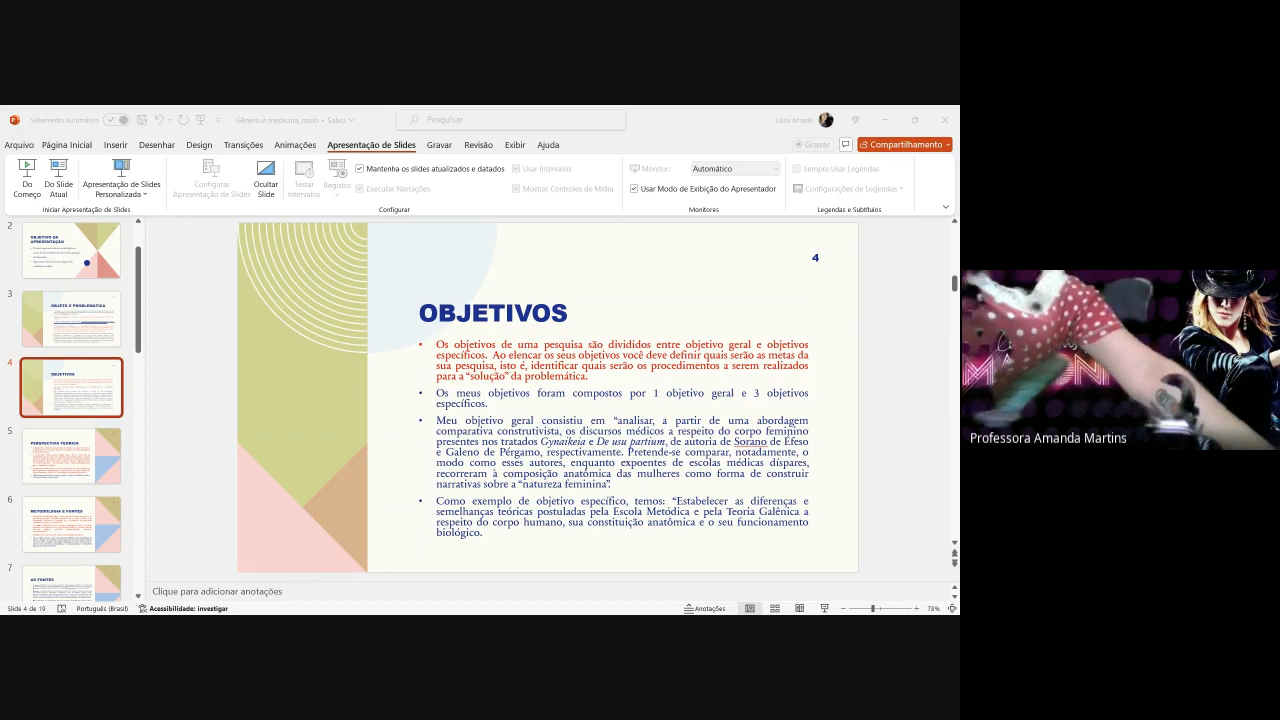 Salvamento Automático
Gênero e medicina_maio • Salvo
Pesquisar
Luisa Amado
Arquivo Página Inicial Inserir Desenhar Design Transições Animações Apresentação de Slides Gravar Revisão Exibir Ajuda
Gravar
Compartilhamento
Do Começo
Do Slide Atual
Apresentação de Slides Personalizada
Iniciar Apresentação de Slides
Configurar Apresentação de Slides
Ocultar Slide
Testar Intervalos
Registro
Mantenha os slides atualizados e datados
Executar Narrações
Usar Intervalos
Mostrar Controles de Mídia
Configurar
Monitor:
Automático
Usar Modo de Exibição do Apresentador
Monitores
Sempre Usar Legendas
Configurações de Legendas
Legendas e Subtítulos
2
OBJETIVO DA
APRESENTAÇÃO
3
OBJETO E PROBLEMÁTICA
4
OBJETIVOS
5
PERSPECTIVA TEÓRICA
6
METODOLOGIA E FONTES
7
AS FONTES
4
OBJETIVOS
• Os objetivos de uma pesquisa são divididos entre objetivo geral e objetivos
específicos. Ao elencar os seus objetivos você deve definir quais serão as metas da
sua pesquisa, isto é, identificar quais serão os procedimentos a serem realizados
para a “solução” da problemática.
• Os meus objetivos foram compostos por 1 objetivo geral e 3 objetivos
específicos.
• Meu objetivo geral consistiu em “analisar, a partir de uma abordagem
comparativa construtivista, os discursos médicos a respeito do corpo feminino
presentes nos tratados Gynaikeia e De usu partium, de autoria de Sorano de Éfeso
e Galeno de Pérgamo, respectivamente. Pretende-se comparar, notadamente, o
modo como estes autores, enquanto expoentes de escolas médicas díspares,
recorreram à composição anatômica das mulheres como forma de construir
narrativas sobre a “natureza feminina”.
• Como exemplo de objetivo específico, temos: “Estabelecer as diferenças e
semelhanças teóricas postuladas pela Escola Metódica e pela Teoria Galênica a
respeito do corpo humano, sua constituição anatômica e o seu funcionamento
biológico.”
Clique para adicionar anotações
Slide 4 de 19
Português (Brasil)
Acessibilidade: investigar
Anotações
78%
Professora Amanda Martins